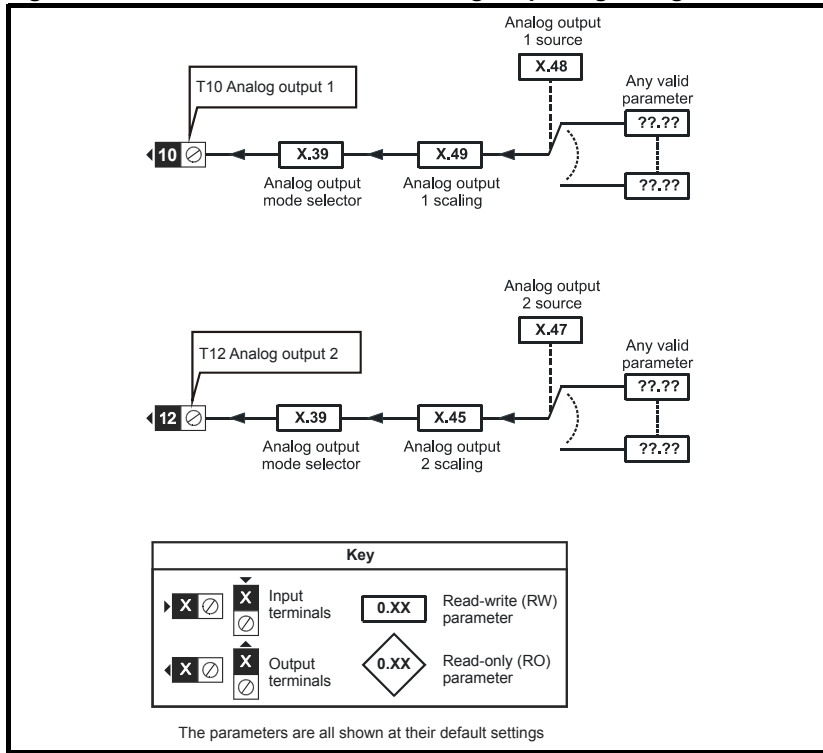 Analog output
1 source
X.48
T10 Analog output 1
Any valid
parameter
??.??
10
X.39
X.49
Analog output
mode selector
Analog output
1 scaling
??.??
Analog output
2 source
X.47
T12 Analog output 2
Any valid
parameter
??.??
12
X.39
X.45
Analog output
mode selector
Analog output
2 scaling
??.??
Key
X
X
Input
terminals
0.XX
Read-write (RW)
parameter
X
X
Output
terminals
0.XX
Read-only (RO)
parameter
The parameters are all shown at their default settings